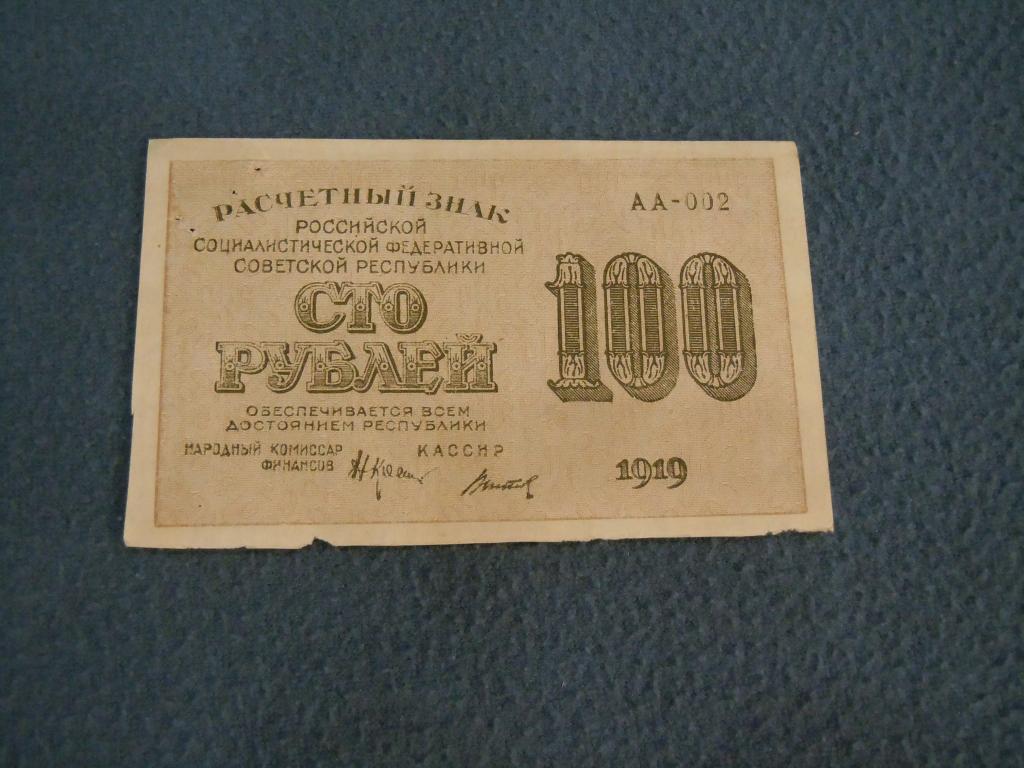 РАСЧЕТНЫЙ ЗНАК
РОССИЙСКОЙ
СОЦИАЛИСТИЧЕСКОЙ ФЕДЕРАТИВНОЙ
СОВЕТСКОЙ РЕСПУБЛИКИ
СТО
РУБЛЕЙ
ОБЕСПЕЧИВАЕТСЯ ВСЕМ
ДОСТОЯНИЕМ РЕСПУБЛИКИ
НАРОДНЫЙ КОМИССАР
ФИНАНСОВ
КАССИР
АА-002
100
1919